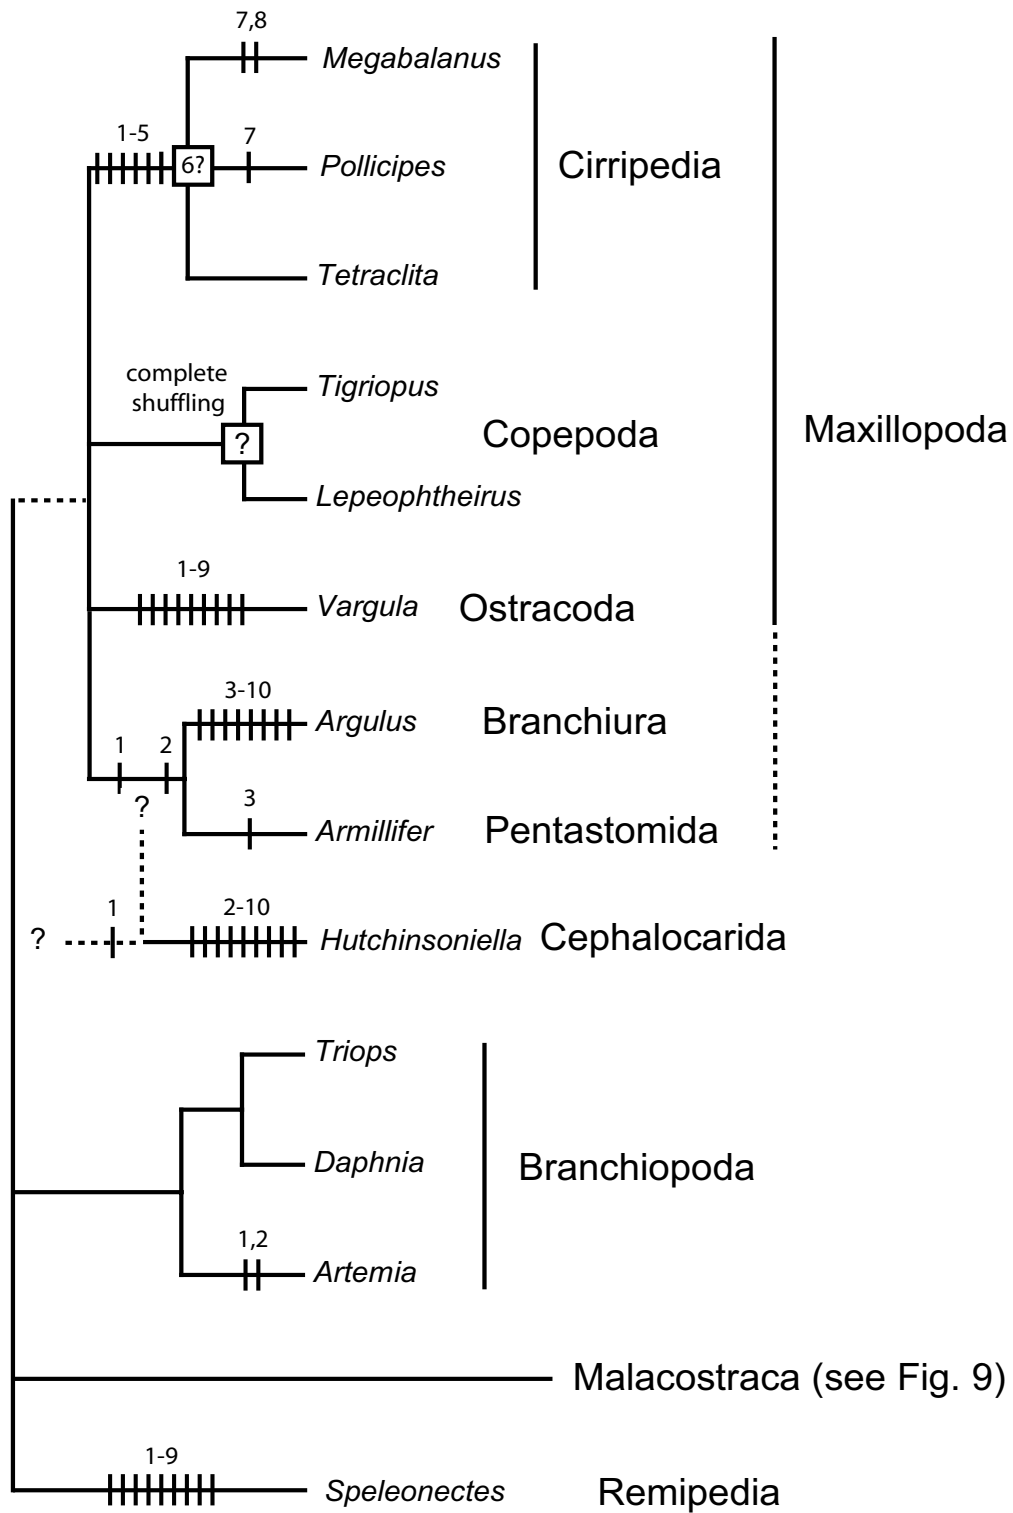 7,8
Megabalanus
1-5
6?
7
Pollicipes
Cirripedia
Tetraclita
complete
shuffling
Tigriopus
?
Copepoda
Maxillopoda
Lepeophtheirus
1-9
Vargula
Ostracoda
3-10
Argulus
Branchiura
1
2
?
3
Armillifer
Pentastomida
1
?
2-10
Hutchinsoniella
Cephalocarida
Triops
Daphnia
Branchiopoda
1,2
Artemia
Malacostraca (see Fig. 9)
1-9
Speleonectes
Remipedia